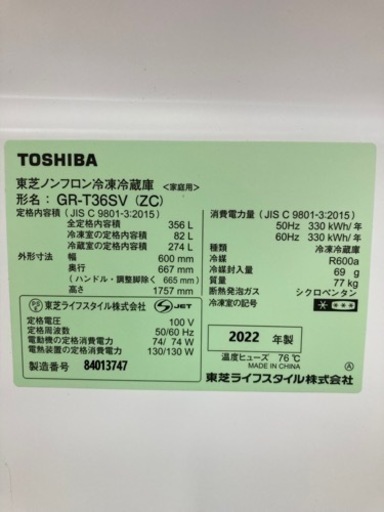 TOSHIBA
東芝ノンフロン冷凍冷蔵庫 <家庭用>
形名：GR-T36SV (ZC)
定格内容積 (JIS C 9801-3:2015)
全定格内容積 356 L
冷凍室の定格内容積 82 L
冷蔵室の定格内容積 274 L
外形寸法 幅 600 mm
奥行 667 mm
(ハンドル・調整脚除く 665 mm)
高さ 1757 mm
消費電力量 (JIS C 9801-3:2015)
50Hz 330 kWh/年
60Hz 330 kWh/年
種類 冷凍冷蔵庫
冷媒 R600a
冷媒封入量 69 g
質量 77 kg
断熱発泡ガス シクロペンタン
冷凍室の記号
PS E 東芝ライフスタイル株式会社 S JET
定格電圧 100 V
定格周波数 50/60 Hz
電動機の定格消費電力 74/ 74 W
電熱装置の定格消費電力 130/130 W
製造番号 84013747
2022 年製
温度ヒューズ 76℃
MADE IN CHINA
東芝ライフスタイル株式会社
A